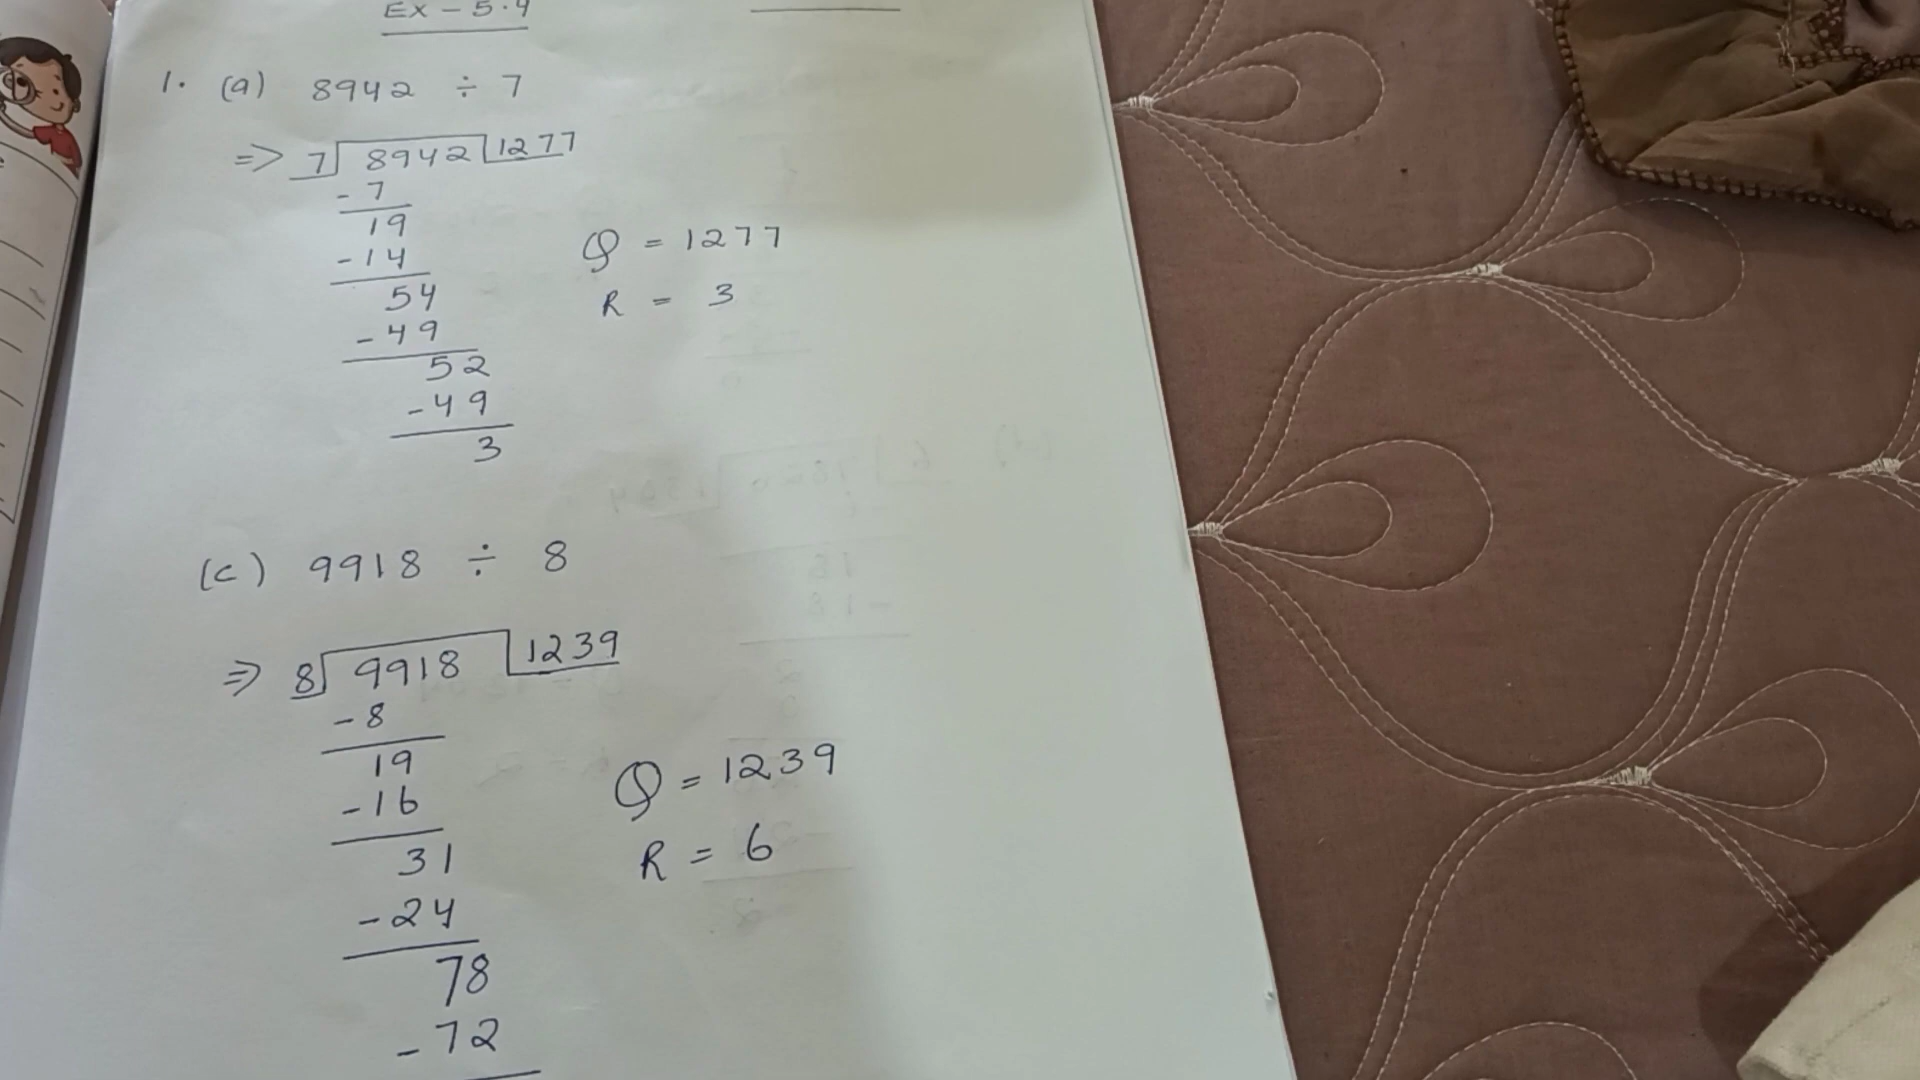 Ex - 5.4
1. (a) 8942 ÷ 7
=> 7 8942 1277
- 7
19
- 14
54
- 49
52
- 49
3
Q = 1277
R = 3
(c) 9918 ÷ 8
=> 8 9918 1239
- 8
19
- 16
31
- 24
78
- 72
Q = 1239
R = 6